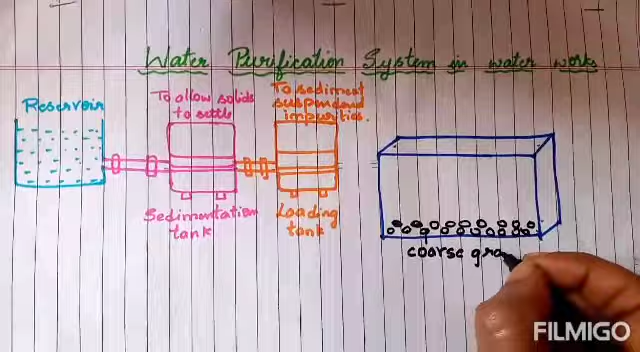 Water Purification System in water works
Reservoir
To allow solids
to settle
To sediment
suspended
impurities.
Sedimentation
tank
Loading
tank
coarse gra
FILMIGO